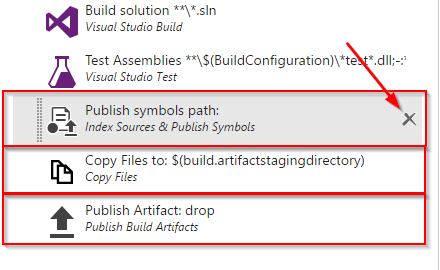 Build solution **\*.sln
Visual Studio Build
Test Assemblies **\$(BuildConfiguration)\*test*.dll;-:
Visual Studio Test
Publish symbols path:
Index Sources & Publish Symbols
Copy Files to: $(build.artifactstagingdirectory)
Copy Files
Publish Artifact: drop
Publish Build Artifacts